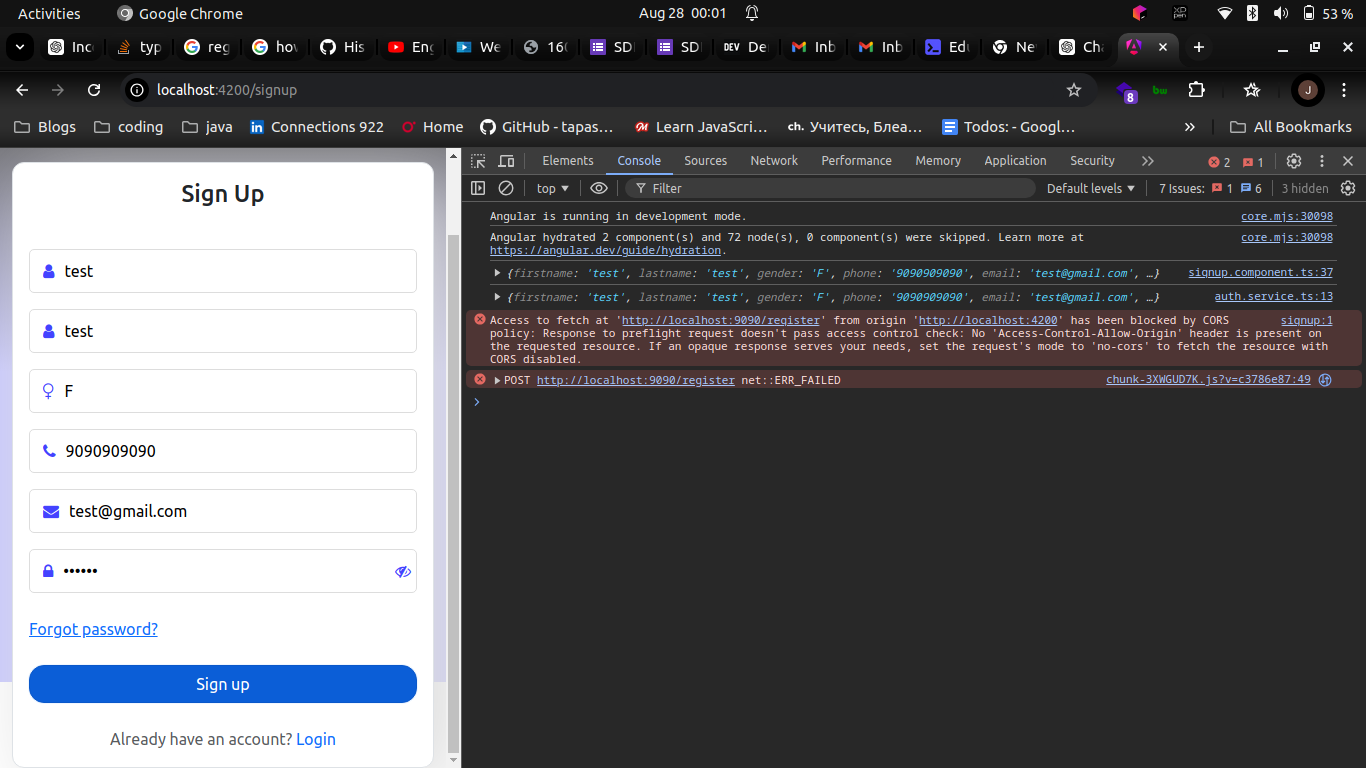 Activities Google Chrome Aug 28 00:01 53 %
Inc typ reg hov His Eng We 160 SDI SDI DEV De Inb Inb Edu Ne Cha
localhost:4200/signup 8 bw J
Blogs coding java Connections 922 Home GitHub - tapas… Learn JavaScri… ch. Учитесь, Блеа… Todos: - Googl… » All Bookmarks
Sign Up
test
test
F
9090909090
test@gmail.com
••••••
Forgot password?
Sign up
Already have an account? Login
Elements Console Sources Network Performance Memory Application Security 2 1
top Filter Default levels 7 Issues: 1 6 3 hidden
Angular is running in development mode. core.mjs:30098
Angular hydrated 2 component(s) and 72 node(s), 0 component(s) were skipped. Learn more at core.mjs:30098
https://angular.dev/guide/hydration.
{firstname: 'test', lastname: 'test', gender: 'F', phone: '9090909090', email: 'test@gmail.com', …} signup.component.ts:37
{firstname: 'test', lastname: 'test', gender: 'F', phone: '9090909090', email: 'test@gmail.com', …} auth.service.ts:13
Access to fetch at 'http://localhost:9090/register' from origin 'http://localhost:4200' has been blocked by CORS signup:1
policy: Response to preflight request doesn't pass access control check: No 'Access-Control-Allow-Origin' header is present on
the requested resource. If an opaque response serves your needs, set the request's mode to 'no-cors' to fetch the resource with
CORS disabled.
POST http://localhost:9090/register net::ERR_FAILED chunk-3XWGUD7K.js?v=c3786e87:49